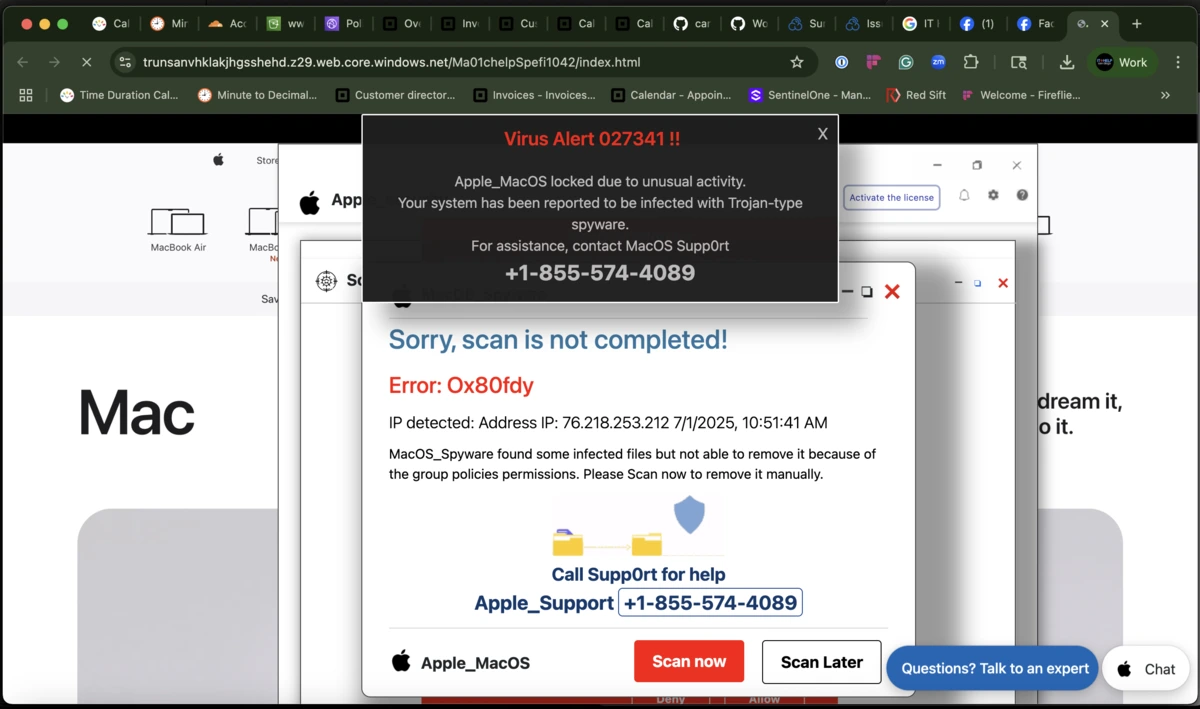 Cal
Mir
Acc
ww
Pol
Ov
Inv
Cu
Cal
Cal
car
Wo
Su
Iss
IT
(1)
Fac
trunsanvhklakjhgsshehd.z29.web.core.windows.net/Ma01chelpSpefi1042/index.html
Work
Time Duration Cal...
Minute to Decimal...
Customer director...
Invoices - Invoices...
Calendar - Appoin...
SentinelOne - Man...
Red Sift
Welcome - Fireflie...
Virus Alert 027341 !!
X
Apple_MacOS locked due to unusual activity.
Your system has been reported to be infected with Trojan-type
spyware.
For assistance, contact MacOS Supp0rt
+1-855-574-4089
Store
App
Activate the license
MacBook Air
MacBo
Ne
Sc
Sav
Sorry, scan is not completed!
Error: Ox80fdy
IP detected: Address IP: 76.218.253.212 7/1/2025, 10:51:41 AM
MacOS_Spyware found some infected files but not able to remove it because of
the group policies permissions. Please Scan now to remove it manually.
Mac
dream it,
o it.
Call Supp0rt for help
Apple_Support +1-855-574-4089
Apple_MacOS
Scan now
Scan Later
Questions? Talk to an expert
Chat
Deny
Allow